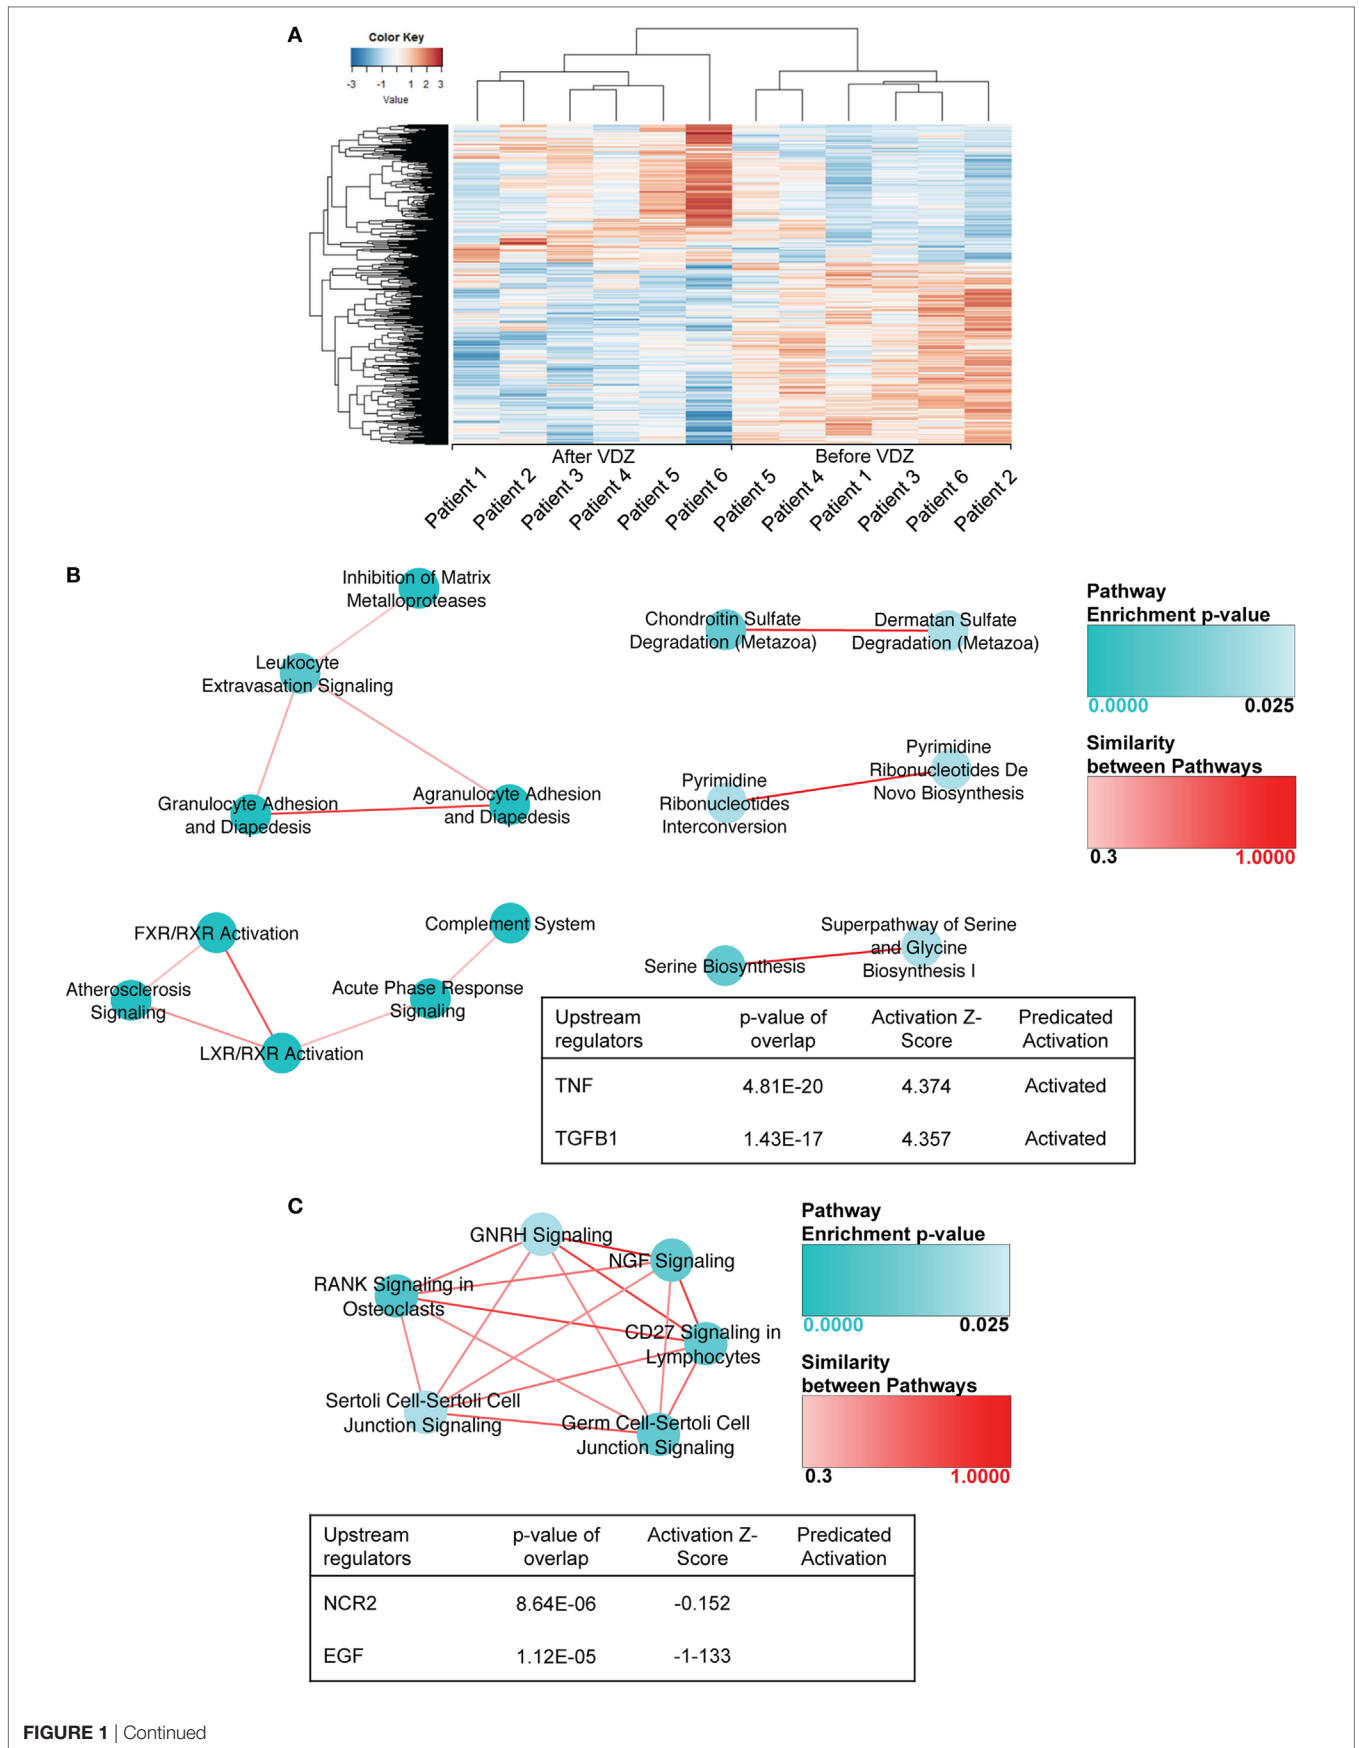 A
Color Key
-3 -1 1 2 3
Value
After VDZ
Before VDZ
Patient 1
Patient 2
Patient 3
Patient 4
Patient 5
Patient 6
Patient 5
Patient 4
Patient 1
Patient 3
Patient 6
Patient 2
B
Inhibition of Matrix
Metalloproteases
Leukocyte
Extravasation Signaling
Granulocyte Adhesion
and Diapedesis
Agranulocyte Adhesion
and Diapedesis
Chondroitin Sulfate
Degradation (Metazoa)
Dermatan Sulfate
Degradation (Metazoa)
Pyrimidine
Ribonucleotides
Interconversion
Pyrimidine
Ribonucleotides De
Novo Biosynthesis
Pathway
Enrichment p-value
0.0000 0.025
Similarity
between Pathways
0.3 1.0000
FXR/RXR Activation
Atherosclerosis
Signaling
LXR/RXR Activation
Complement System
Acute Phase Response
Signaling
Serine Biosynthesis
Superpathway of Serine
and Glycine
Biosynthesis I
Upstream regulators p-value of overlap Activation Z-Score Predicated Activation
TNF 4.81E-20 4.374 Activated
TGFB1 1.43E-17 4.357 Activated
C
GNRH Signaling
NGF Signaling
RANK Signaling in
Osteoclasts
CD27 Signaling in
Lymphocytes
Sertoli Cell-Sertoli Cell
Junction Signaling
Germ Cell-Sertoli Cell
Junction Signaling
Pathway
Enrichment p-value
0.0000 0.025
Similarity
between Pathways
0.3 1.0000
Upstream regulators p-value of overlap Activation Z-Score Predicated Activation
NCR2 8.64E-06 -0.152
EGF 1.12E-05 -1-133
FIGURE 1 | Continued